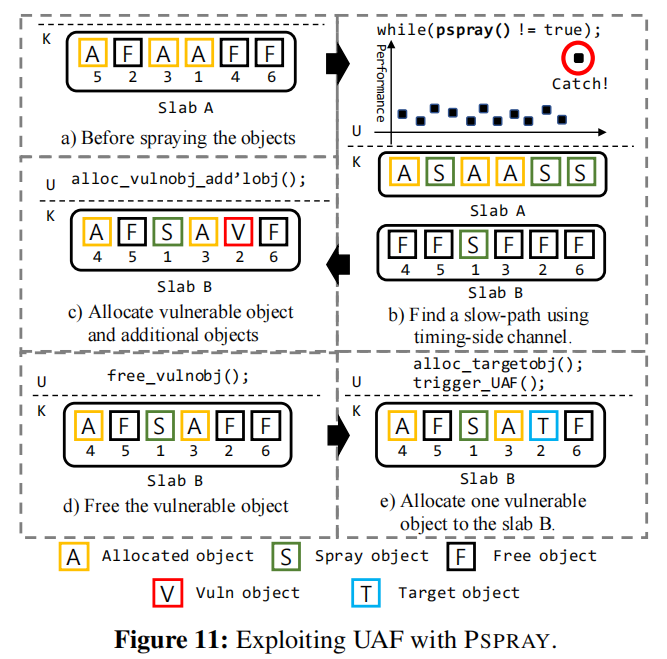 K
A F A A F F
5 2 3 1 4 6
Slab A
a) Before spraying the objects
while(pspray() != true);
Performance
Catch!
U
K
A S A A S S
Slab A
F F S F F F
4 5 1 3 2 6
Slab B
b) Find a slow-path using
timing-side channel.
U
alloc_vulnobj_add'lobj();
K
A F S A V F
4 5 1 3 2 6
Slab B
c) Allocate vulnerable object
and additional objects
U
free_vulnobj();
K
A F S A F F
4 5 1 3 2 6
Slab B
d) Free the vulnerable object
alloc_targetobj();
U
trigger_UAF();
K
A F S A T F
4 5 1 3 2 6
Slab B
e) Allocate one vulnerable
object to the slab B.
A Allocated object S Spray object F Free object
V Vuln object T Target object
Figure 11: Exploiting UAF with PSPRAY.